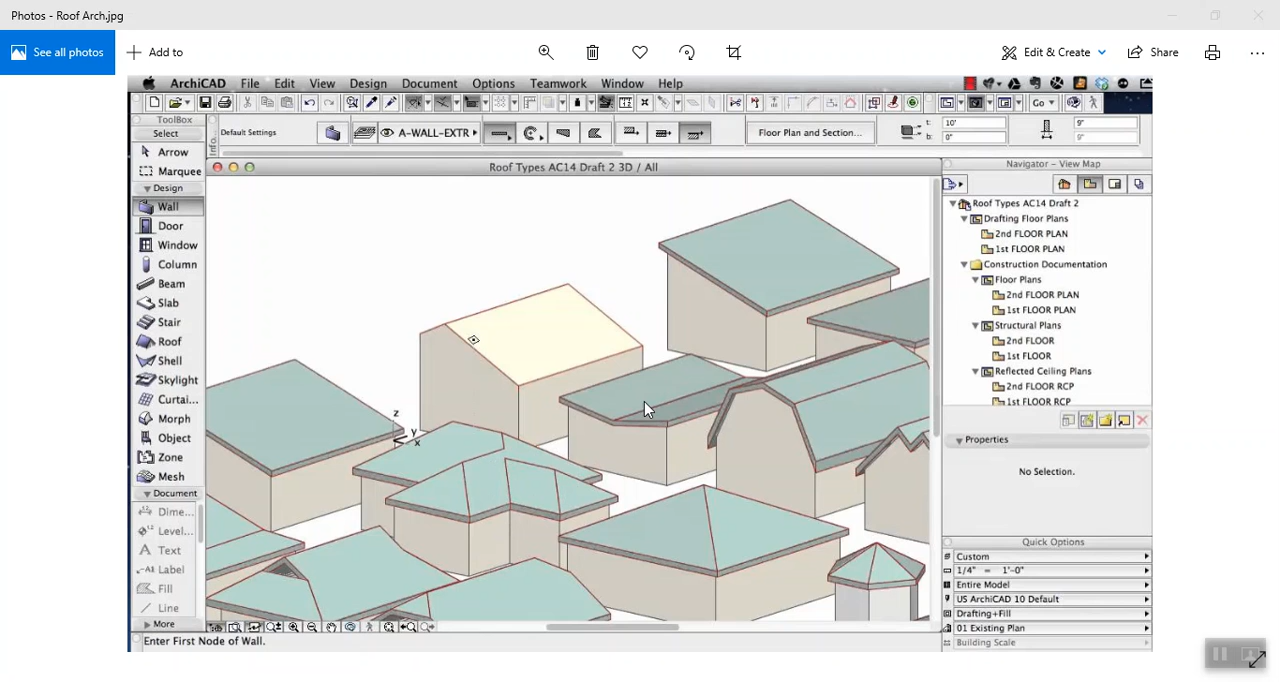 Photos - Roof Arch.jpg
See all photos
Add to
Edit & Create
Share
ArchiCAD File Edit View Design Document Options Teamwork Window Help
Go
ToolBox
Select
Default Settings
A-WALL-EXTR
Floor Plan and Section...
t: 10'
b: 0"
9"
0"
Info
Arrow
Marquee
Design
Wall
Door
Window
Column
Beam
Slab
Stair
Roof
Shell
Skylight
Curtai...
Morph
Object
Zone
Mesh
Document
Dime...
Level...
Text
Label
Fill
Line
More
Roof Types AC14 Draft 2 3D / All
z
y
x
Enter First Node of Wall.
Navigator - View Map
Roof Types AC14 Draft 2
Drafting Floor Plans
2nd FLOOR PLAN
1st FLOOR PLAN
Construction Documentation
Floor Plans
2nd FLOOR PLAN
1st FLOOR PLAN
Structural Plans
2nd FLOOR
1st FLOOR
Reflected Ceiling Plans
2nd FLOOR RCP
1st FLOOR RCP
Properties
No Selection.
Quick Options
Custom
1/4" = 1'-0"
Entire Model
US ArchiCAD 10 Default
Drafting+Fill
01 Existing Plan
Building Scale